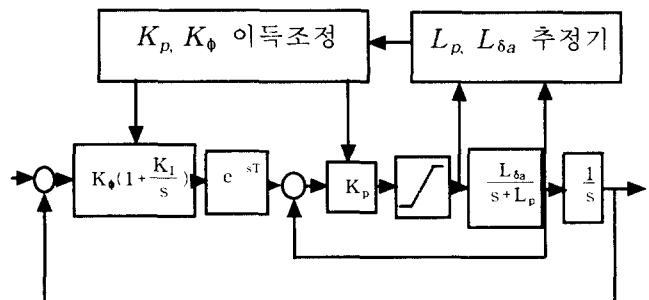 K_p, K_ϕ 이득조정
L_p, L_δa 추정기
K_ϕ(1+K_I/s)
e^sT
K_p
L_δa/(s+L_p)
1/s